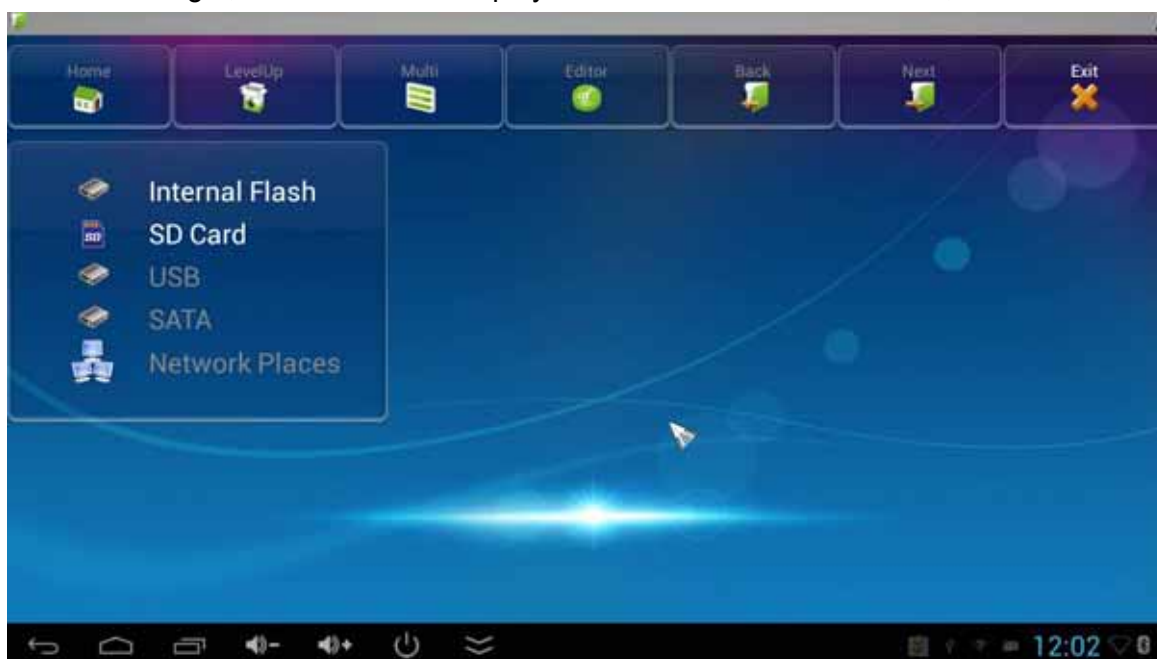 Home LevelUp Multi Editor Back Next Exit
Internal Flash
SD Card
USB
SATA
Network Places
12:02